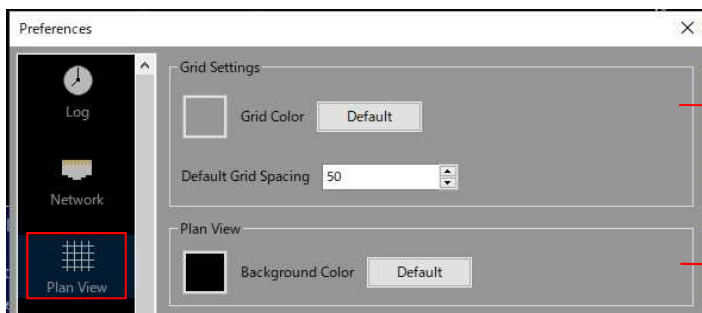 Preferences
Log
Network
Plan View
Grid Settings
Grid Color Default
Default Grid Spacing 50
Plan View
Background Color Default